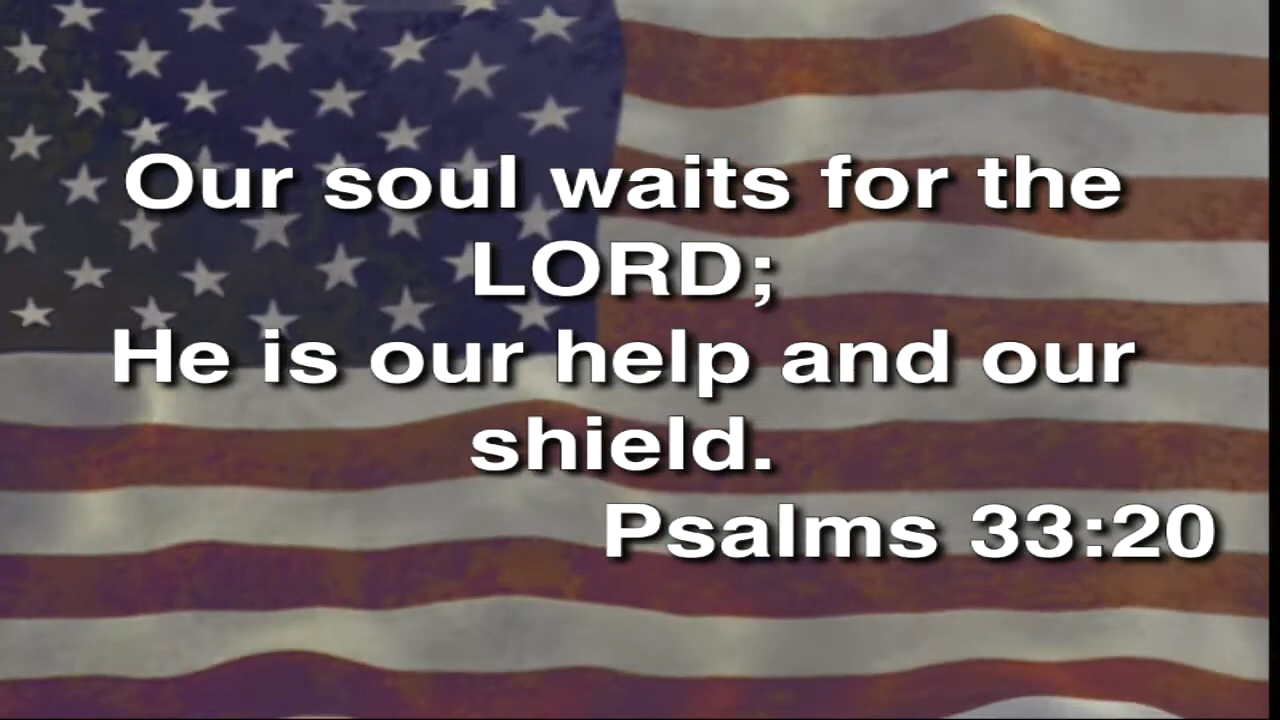 Our soul waits for the
LORD;
He is our help and our
shield.
Psalms 33:20